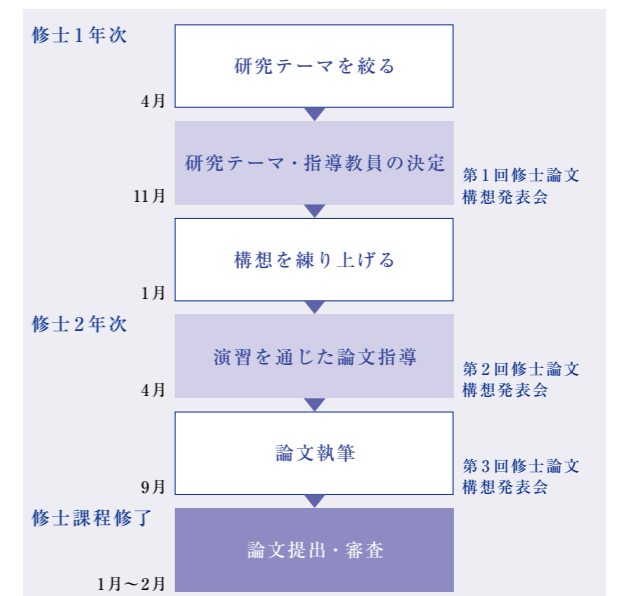 修士1年次
研究テーマを絞る
4月
研究テーマ・指導教員の決定
11月
第1回修士論文
構想発表会
構想を練り上げる
1月
修士2年次
演習を通じた論文指導
4月
第2回修士論文
構想発表会
論文執筆
9月
第3回修士論文
構想発表会
修士課程修了
論文提出・審査
1月～2月